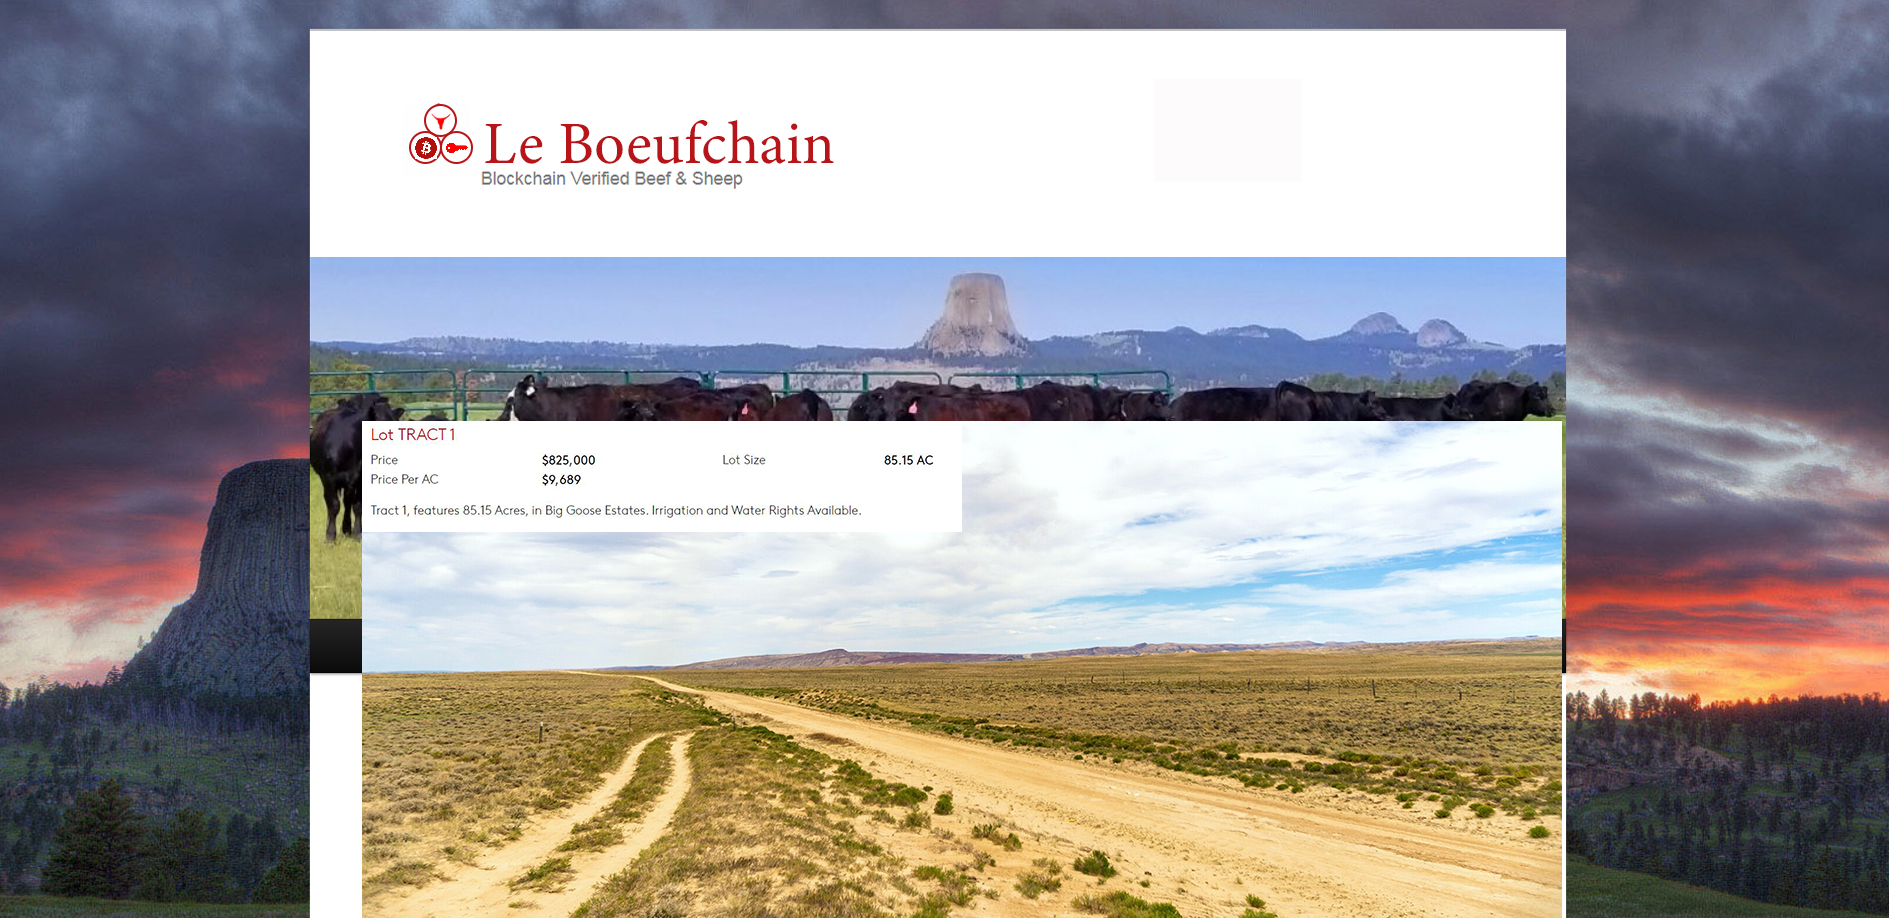 Le Boeufchain
Blockchain Verified Beef & Sheep
Lot TRACT 1
Price $825,000 Lot Size 85.15 AC
Price Per AC $9,689
Tract 1, features 85.15 Acres, in Big Goose Estates. Irrigation and Water Rights Available.